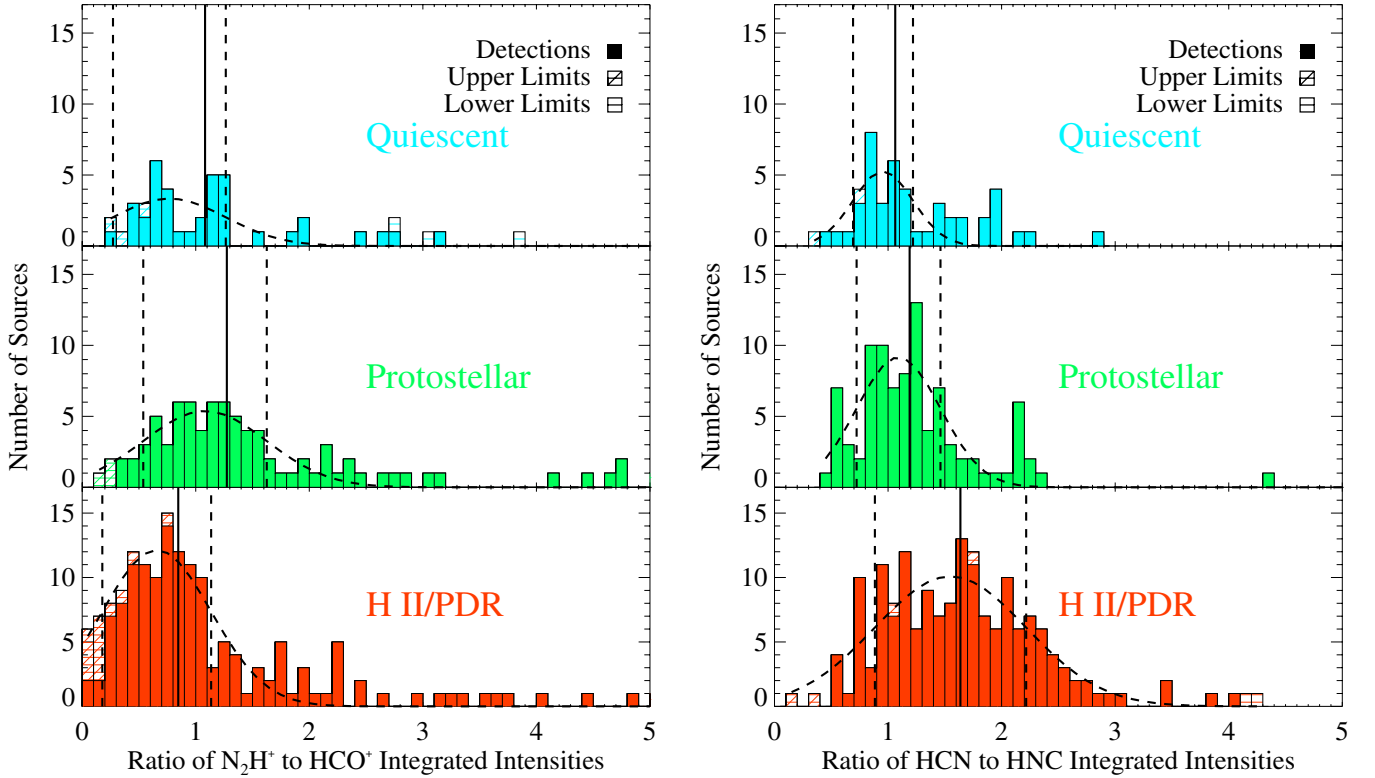 15
10
5
0
Detections
Upper Limits
Lower Limits
Quiescent
15
10
5
0
Protostellar
15
10
5
0
H II/PDR
0 1 2 3 4 5
Number of Sources
Ratio of N₂H⁺ to HCO⁺ Integrated Intensities
15
10
5
0
Detections
Upper Limits
Lower Limits
Quiescent
15
10
5
0
Protostellar
15
10
5
0
H II/PDR
0 1 2 3 4 5
Number of Sources
Ratio of HCN to HNC Integrated Intensities